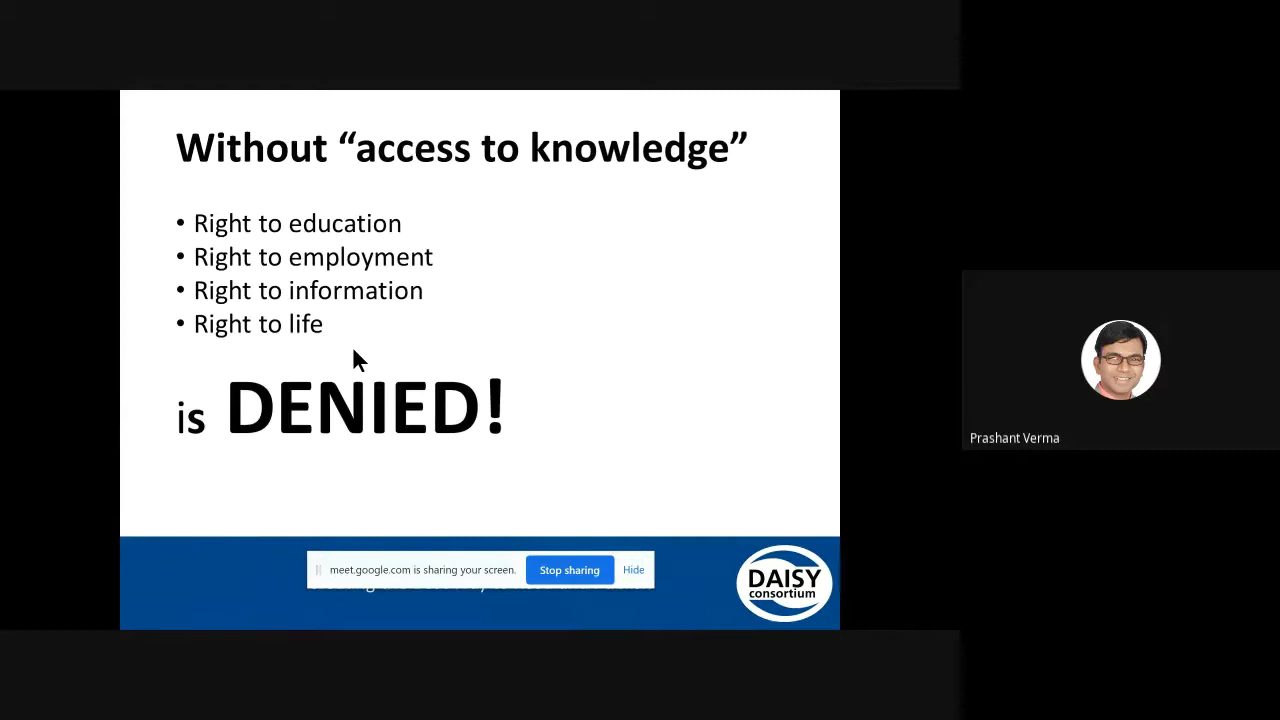 Without “access to knowledge”
• Right to education
• Right to employment
• Right to information
• Right to life
is DENIED!
meet.google.com is sharing your screen.
Stop sharing
Hide
DAISY
consortium
Prashant Verma